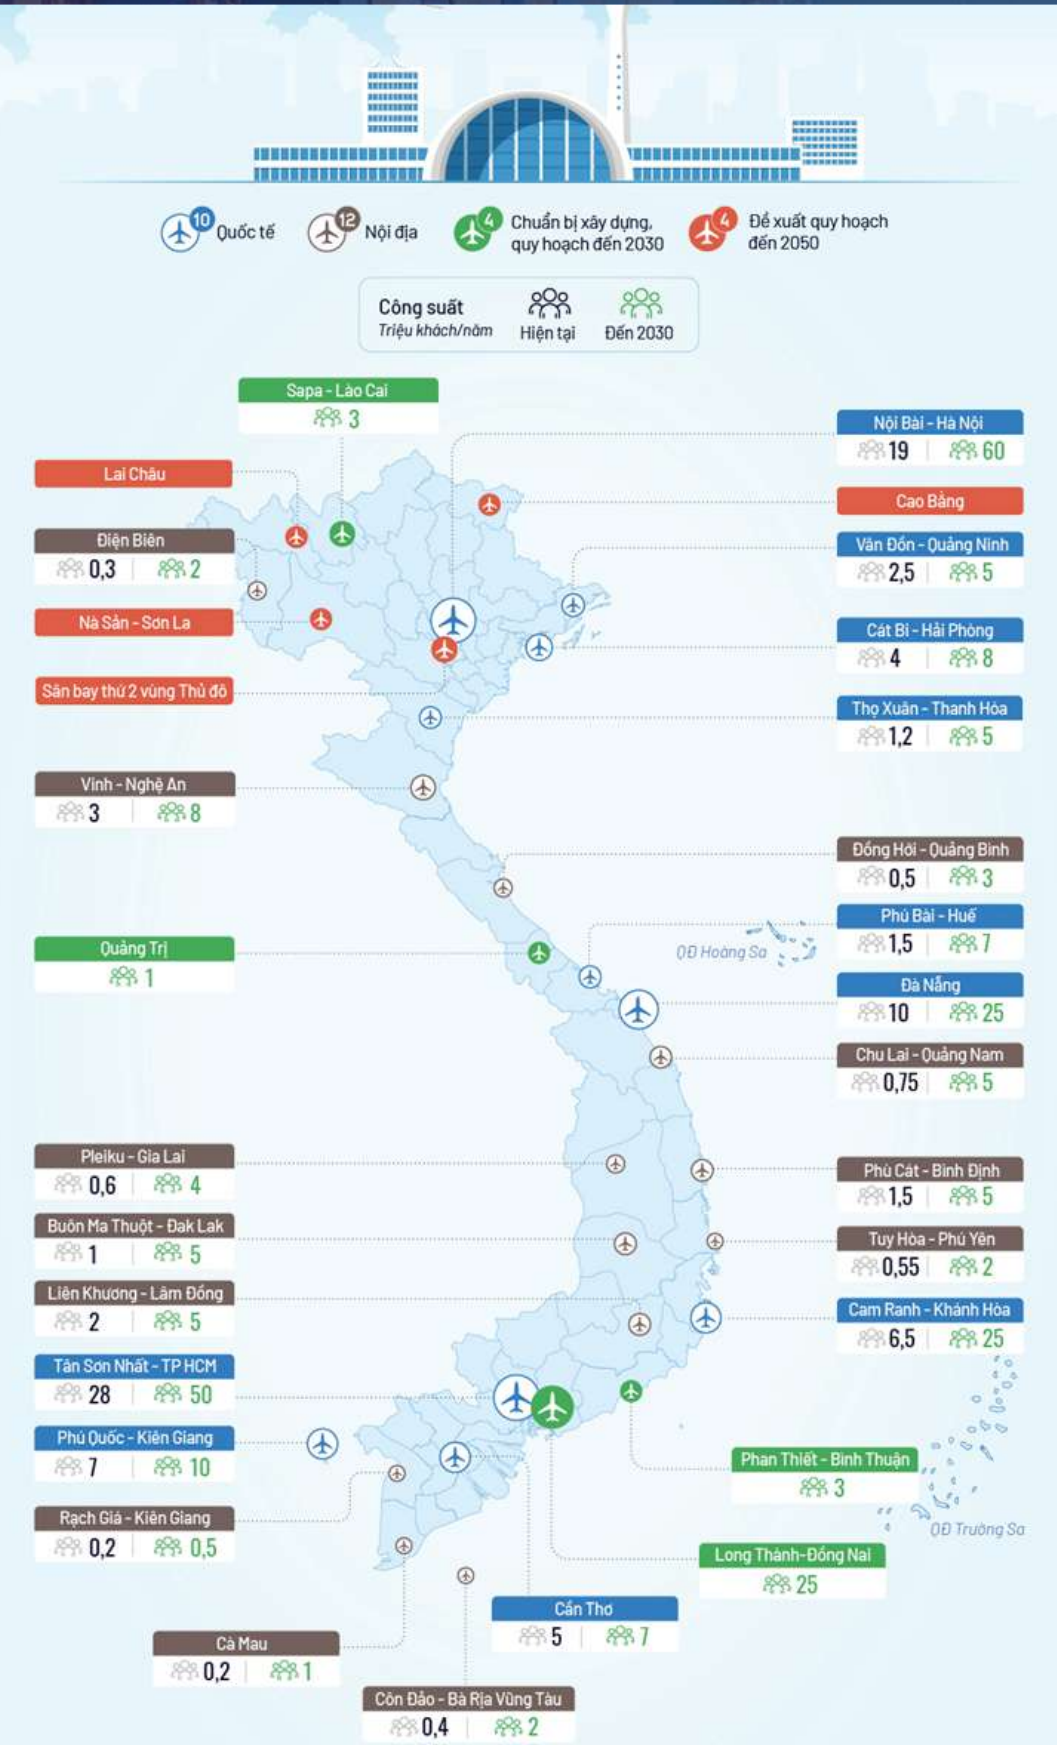 10
Quốc tế
12
Nội địa
4
Chuẩn bị xây dựng,
quy hoạch đến 2030
4
Đề xuất quy hoạch
đến 2050
Công suất
Triệu khách/năm
Hiện tại
Đến 2030
Sapa - Lào Cai
3
Nội Bài - Hà Nội
19
60
Lai Châu
Cao Bằng
Điện Biên
0,3
2
Vân Đồn - Quảng Ninh
2,5
5
Nà Sản - Sơn La
Cát Bi - Hải Phòng
4
8
Sân bay thứ 2 vùng Thủ đô
Thọ Xuân - Thanh Hóa
1,2
5
Vinh - Nghệ An
3
8
Đồng Hới - Quảng Bình
0,5
3
Phú Bài - Huế
1,5
7
QĐ Hoàng Sa
Quảng Trị
1
Đà Nẵng
10
25
Chu Lai - Quảng Nam
0,75
5
Pleiku - Gia Lai
0,6
4
Phù Cát - Bình Định
1,5
5
Buôn Ma Thuột - Đak Lak
1
5
Tuy Hòa - Phú Yên
0,55
2
Liên Khương - Lâm Đồng
2
5
Cam Ranh - Khánh Hòa
6,5
25
Tân Sơn Nhất - TP HCM
28
50
Phú Quốc - Kiên Giang
7
10
Phan Thiết - Bình Thuận
3
Rạch Giá - Kiên Giang
0,2
0,5
QĐ Trường Sa
Long Thành-Đồng Nai
25
Cần Thơ
5
7
Cà Mau
0,2
1
Côn Đảo - Bà Rịa Vũng Tàu
0,4
2